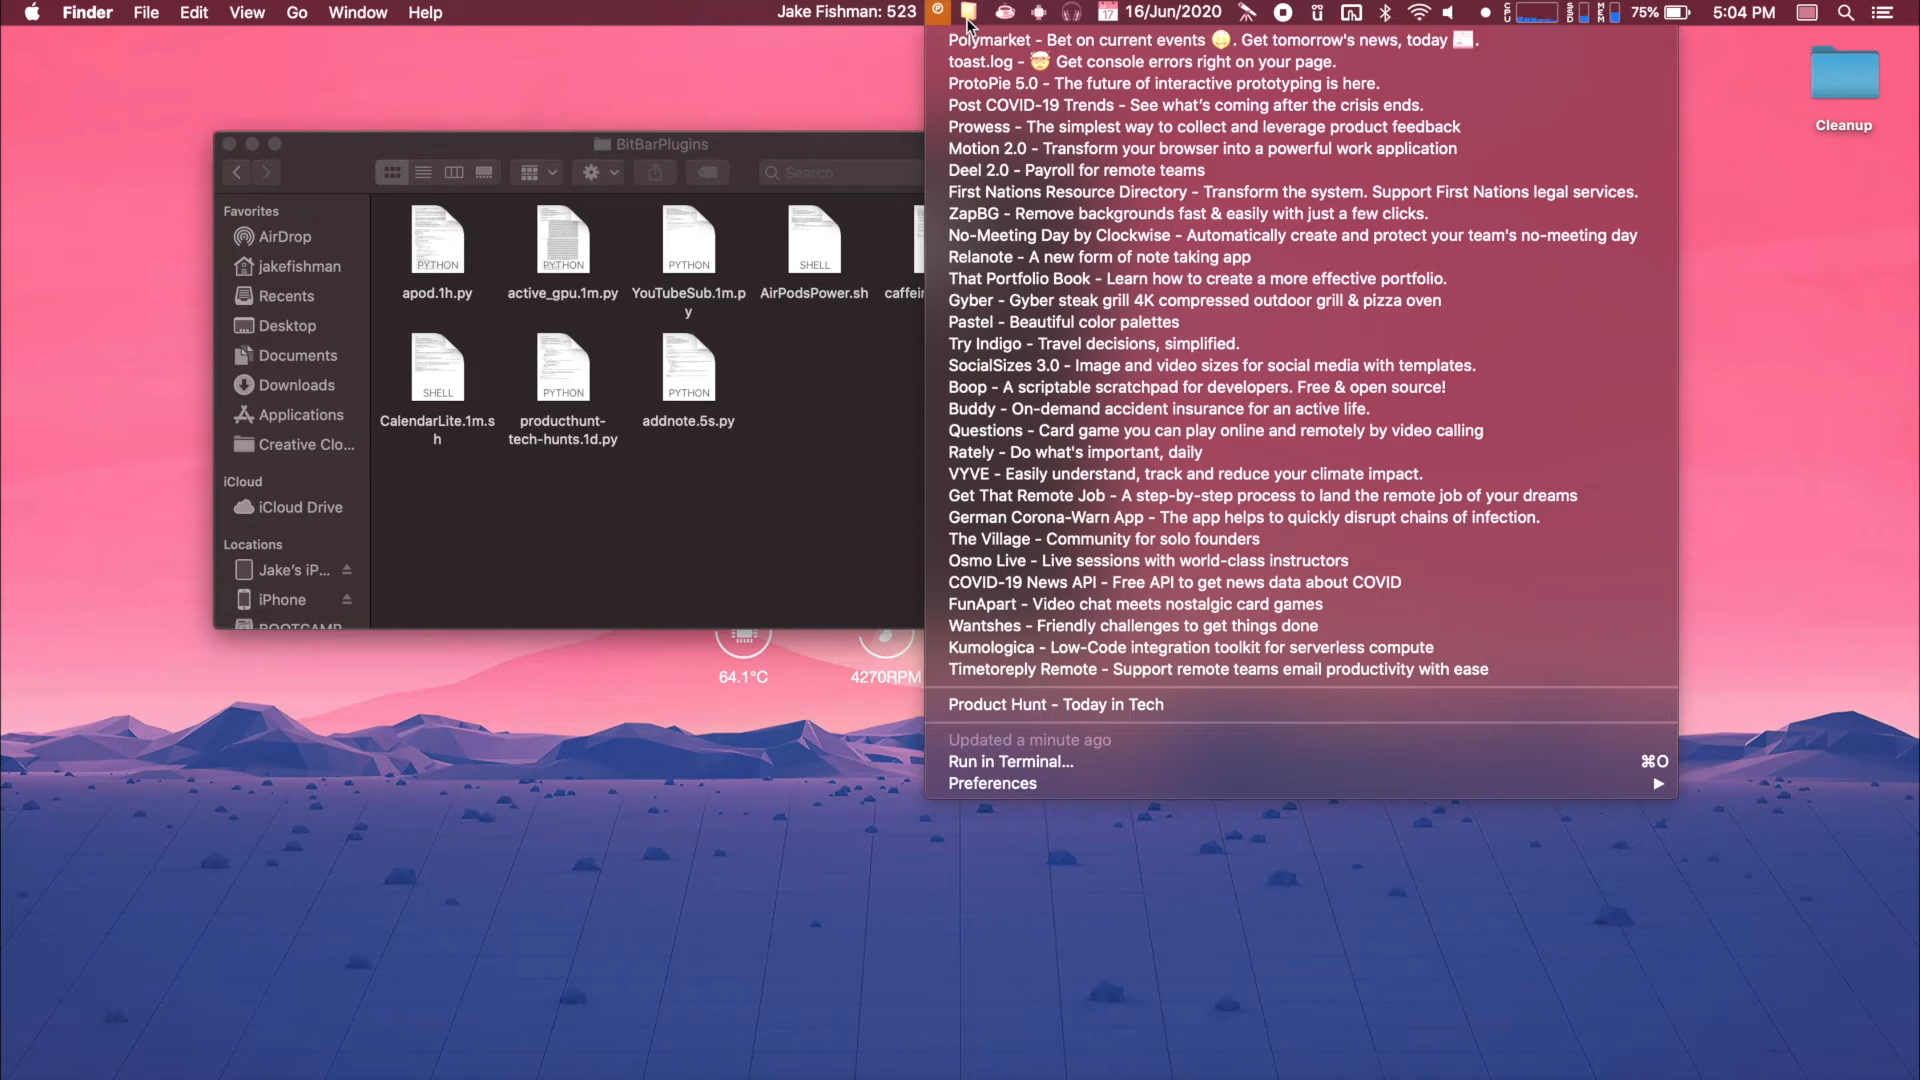 Finder File Edit View Go Window Help
Jake Fishman: 523
17 16/Jun/2020
CPU SSD MEM 75% 5:04 PM
Polymarket - Bet on current events . Get tomorrow's news, today .
toast.log - Get console errors right on your page.
ProtoPie 5.0 - The future of interactive prototyping is here.
Post COVID-19 Trends - See what's coming after the crisis ends.
Prowess - The simplest way to collect and leverage product feedback
Motion 2.0 - Transform your browser into a powerful work application
Deel 2.0 - Payroll for remote teams
First Nations Resource Directory - Transform the system. Support First Nations legal services.
ZapBG - Remove backgrounds fast & easily with just a few clicks.
No-Meeting Day by Clockwise - Automatically create and protect your team's no-meeting day
Relanote - A new form of note taking app
That Portfolio Book - Learn how to create a more effective portfolio.
Gyber - Gyber steak grill 4K compressed outdoor grill & pizza oven
Pastel - Beautiful color palettes
Try Indigo - Travel decisions, simplified.
SocialSizes 3.0 - Image and video sizes for social media with templates.
Boop - A scriptable scratchpad for developers. Free & open source!
Buddy - On-demand accident insurance for an active life.
Questions - Card game you can play online and remotely by video calling
Rately - Do what's important, daily
VYVE - Easily understand, track and reduce your climate impact.
Get That Remote Job - A step-by-step process to land the remote job of your dreams
German Corona-Warn App - The app helps to quickly disrupt chains of infection.
The Village - Community for solo founders
Osmo Live - Live sessions with world-class instructors
COVID-19 News API - Free API to get news data about COVID
FunApart - Video chat meets nostalgic card games
Wantshes - Friendly challenges to get things done
Kumologica - Low-Code integration toolkit for serverless compute
Timetoreply Remote - Support remote teams email productivity with ease
Product Hunt - Today in Tech
Updated a minute ago
Run in Terminal... ⌘O
Preferences ▶
Cleanup
BitBarPlugins
Search
Favorites
AirDrop
jakefishman
Recents
Desktop
Documents
Downloads
Applications
Creative Clo...
iCloud
iCloud Drive
Locations
Jake's iP...
iPhone
BOOTCAMP
PYTHON PYTHON PYTHON SHELL
apod.1h.py active_gpu.1m.py YouTubeSub.1m.p AirPodsPower.sh
y
SHELL PYTHON PYTHON
CalendarLite.1m.s producthunt- addnote.5s.py
h tech-hunts.1d.py
64.1°C 4270RPM